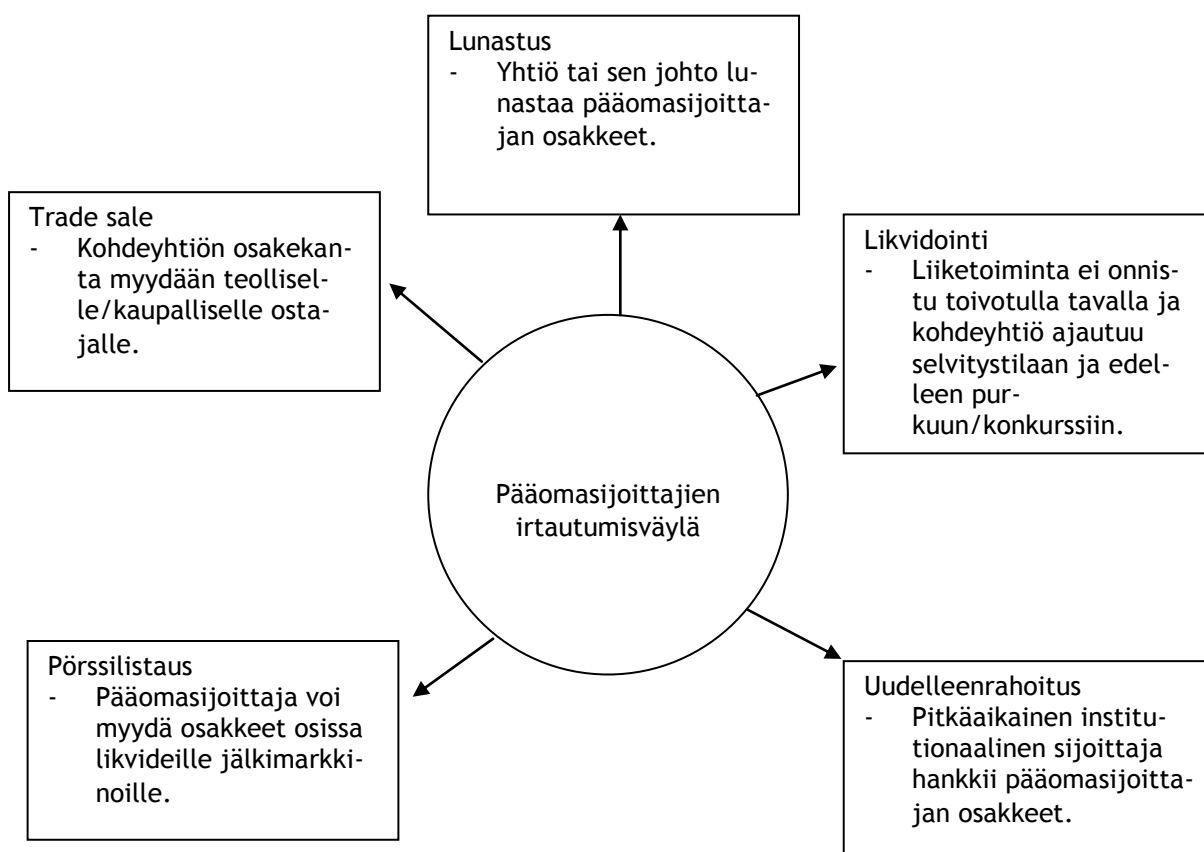 Lunastus
- Yhtiö tai sen johto lu-
nastaa pääomasijoitta-
jan osakkeet.
Trade sale
- Kohdeyhtiön osakekan-
ta myydään teollisel-
le/kaupalliselle osta-
jalle.
Likvidointi
- Liiketoiminta ei onnis-
tu toivotulla tavalla ja
kohdeyhtiö ajautuu
selvitystilaan ja edel-
leen pur-
kuun/konkurssiin.
Pääomasijoittajien
irtautumisväylä
Pörssilistaus
- Pääomasijoittaja voi
myydä osakkeet osissa
likvideille jälkimarkki-
noille.
Uudelleenrahoitus
- Pitkäaikainen institu-
tionaalinen sijoittaja
hankkii pääomasijoitta-
jan osakkeet.